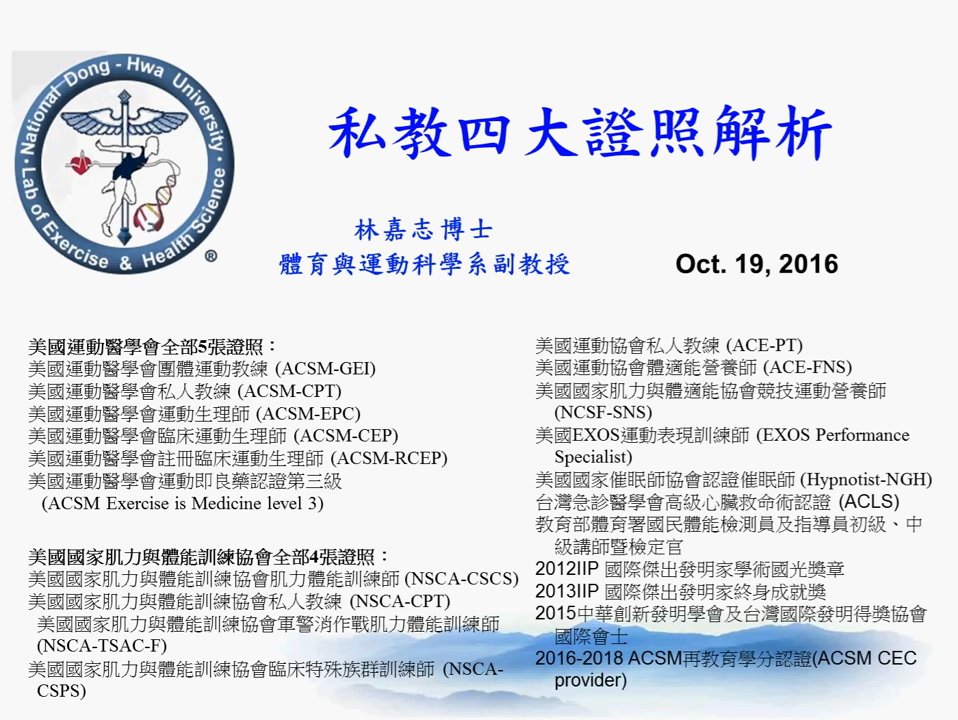 National Dong - Hwa University
Lab of Exercise & Health Science
®
私教四大證照解析
林嘉志博士
體育與運動科學系副教授
Oct. 19, 2016
美國運動醫學會全部5張證照：
美國運動醫學會團體運動教練 (ACSM-GEI)
美國運動醫學會私人教練 (ACSM-CPT)
美國運動醫學會運動生理師 (ACSM-EPC)
美國運動醫學會臨床運動生理師 (ACSM-CEP)
美國運動醫學會註冊臨床運動生理師 (ACSM-RCEP)
美國運動醫學會運動即良藥認證第三級
(ACSM Exercise is Medicine level 3)
美國國家肌力與體能訓練協會全部4張證照：
美國國家肌力與體能訓練協會肌力體能訓練師 (NSCA-CSCS)
美國國家肌力與體能訓練協會私人教練 (NSCA-CPT)
美國國家肌力與體能訓練協會軍警消作戰肌力體能訓練師
(NSCA-TSAC-F)
美國國家肌力與體能訓練協會臨床特殊族群訓練師 (NSCA-
CSPS)
美國運動協會私人教練 (ACE-PT)
美國運動協會體適能營養師 (ACE-FNS)
美國國家肌力與體適能協會競技運動營養師
(NCSF-SNS)
美國EXOS運動表現訓練師 (EXOS Performance
Specialist)
美國國家催眠師協會認證催眠師 (Hypnotist-NGH)
台灣急診醫學會高級心臟救命術認證 (ACLS)
教育部體育署國民體能檢測員及指導員初級、中
級講師暨檢定官
2012IIP 國際傑出發明家學術國光獎章
2013IIP 國際傑出發明家終身成就獎
2015中華創新發明學會及台灣國際發明得獎協會
國際會士
2016-2018 ACSM再教育學分認證(ACSM CEC
provider)